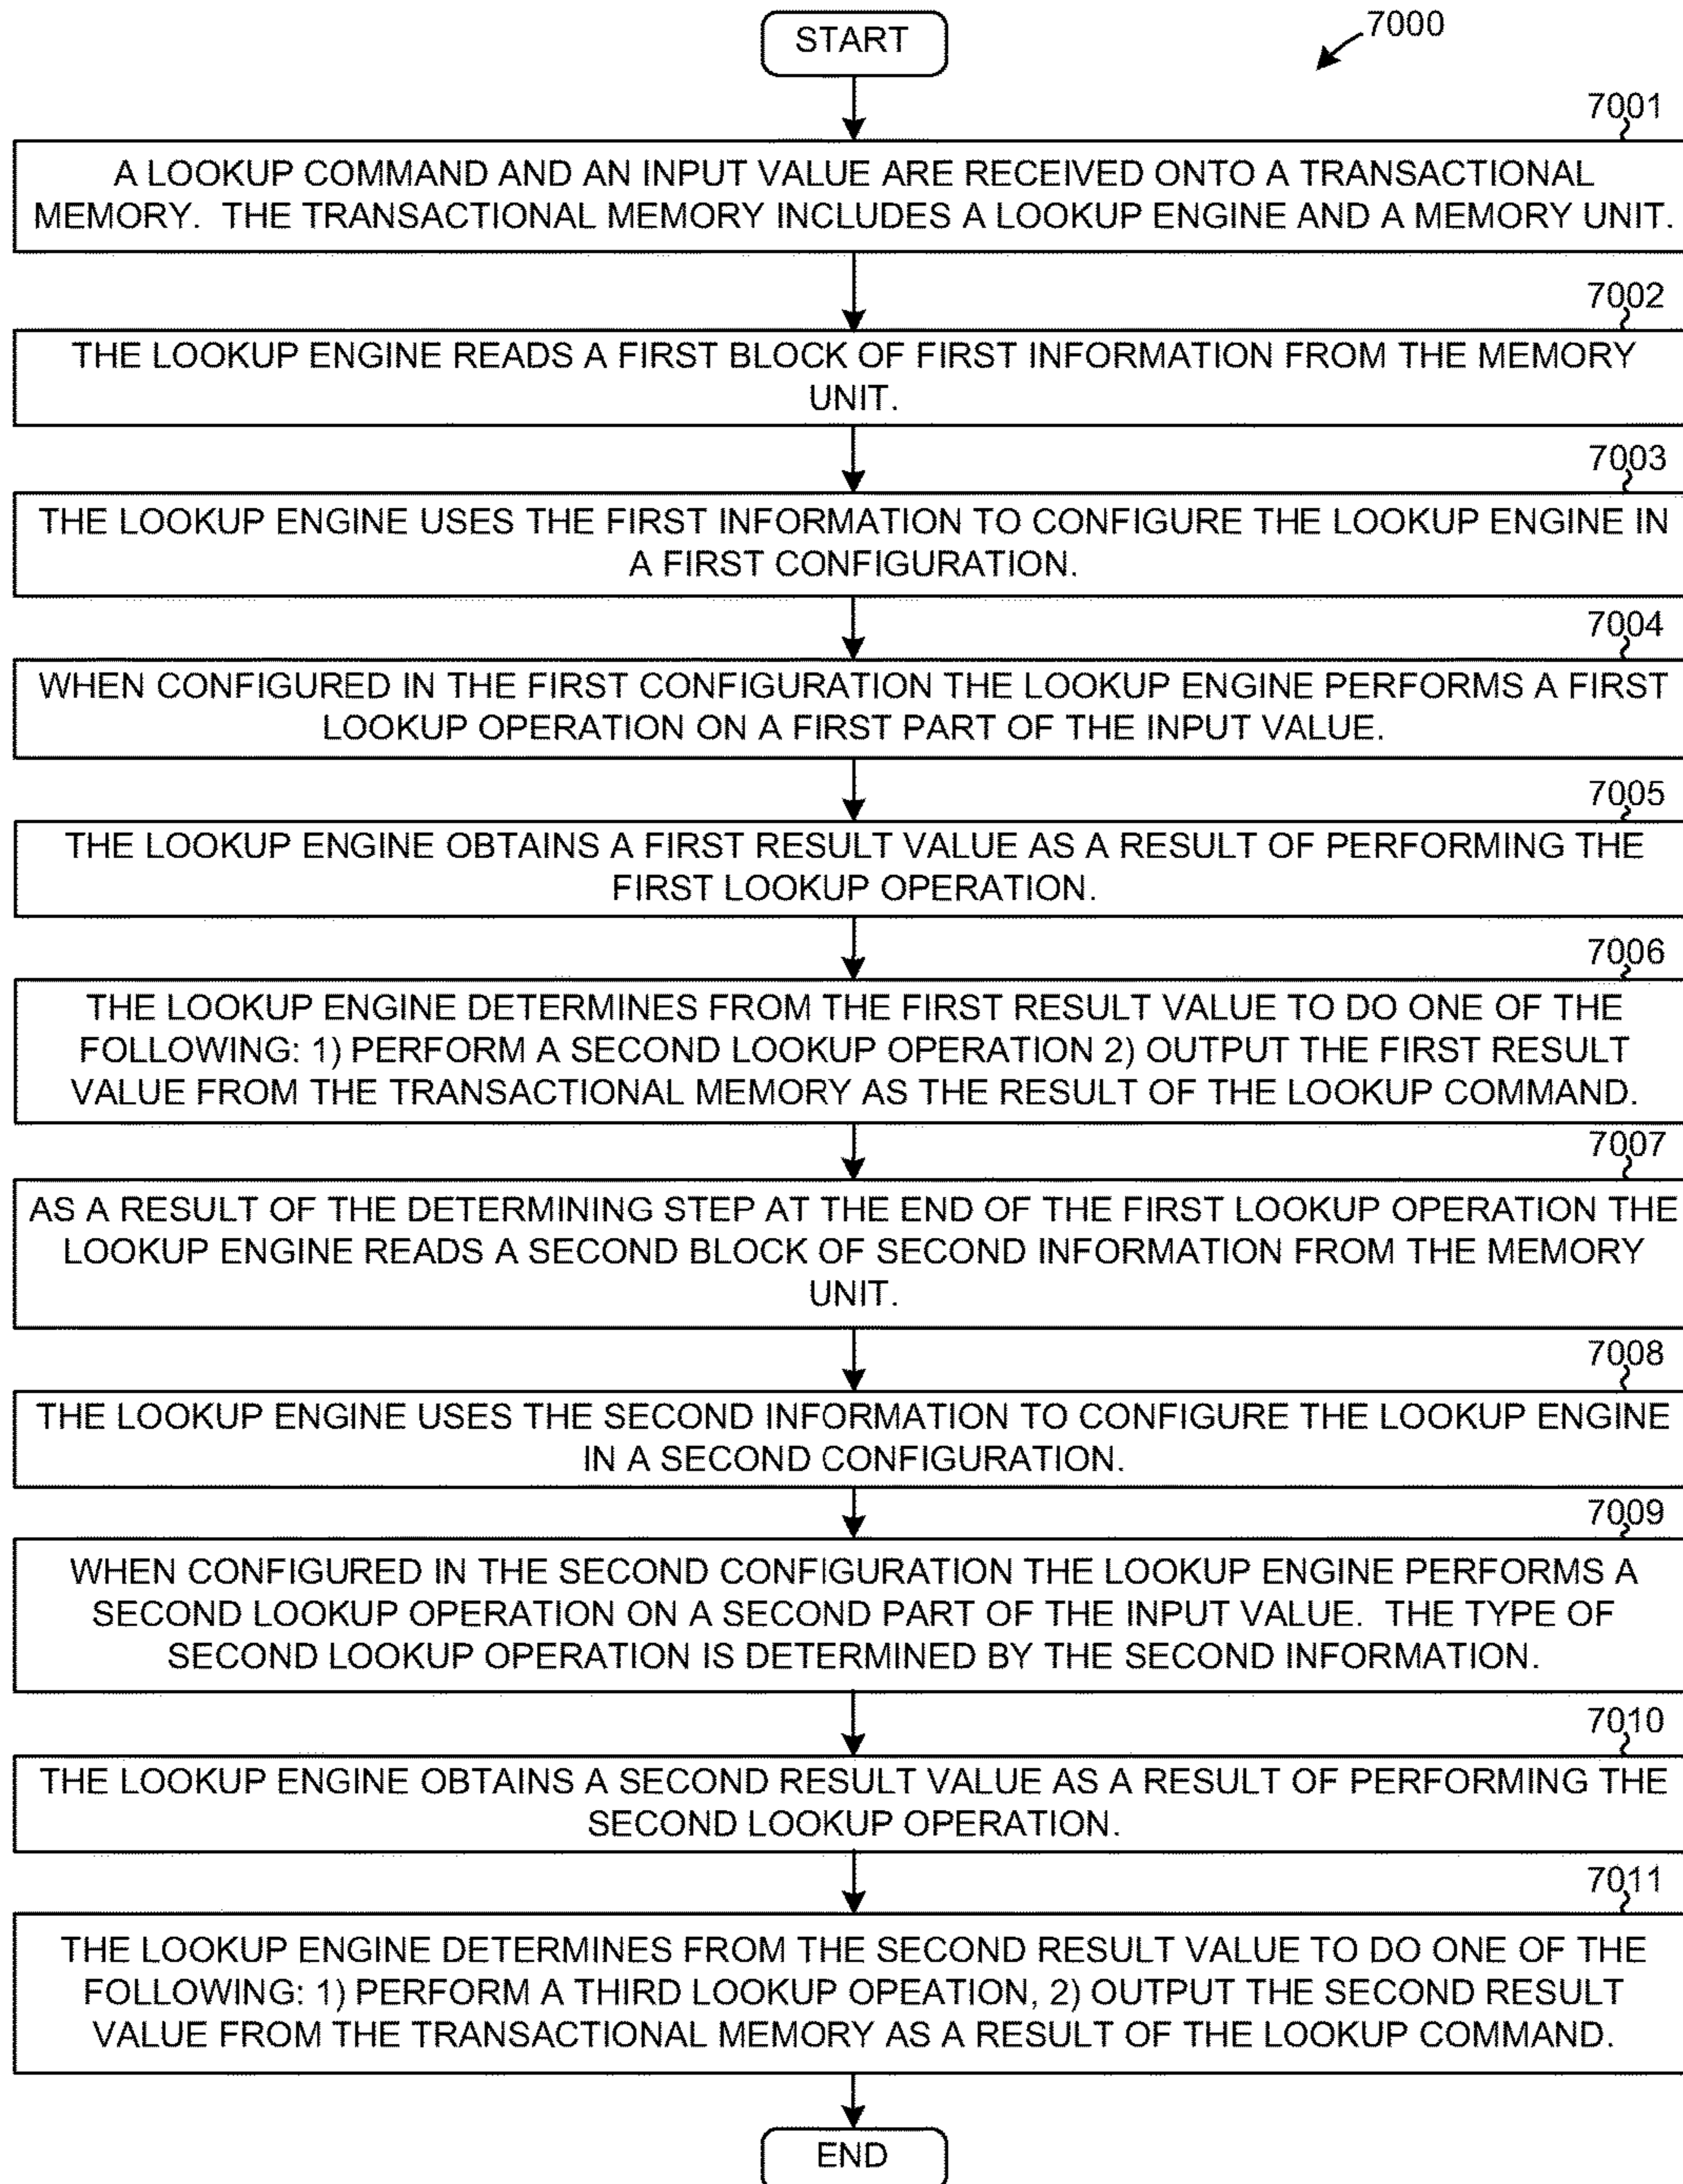 START
7000
7001
A LOOKUP COMMAND AND AN INPUT VALUE ARE RECEIVED ONTO A TRANSACTIONAL
MEMORY. THE TRANSACTIONAL MEMORY INCLUDES A LOOKUP ENGINE AND A MEMORY UNIT.
7002
THE LOOKUP ENGINE READS A FIRST BLOCK OF FIRST INFORMATION FROM THE MEMORY
UNIT.
7003
THE LOOKUP ENGINE USES THE FIRST INFORMATION TO CONFIGURE THE LOOKUP ENGINE IN
A FIRST CONFIGURATION.
7004
WHEN CONFIGURED IN THE FIRST CONFIGURATION THE LOOKUP ENGINE PERFORMS A FIRST
LOOKUP OPERATION ON A FIRST PART OF THE INPUT VALUE.
7005
THE LOOKUP ENGINE OBTAINS A FIRST RESULT VALUE AS A RESULT OF PERFORMING THE
FIRST LOOKUP OPERATION.
7006
THE LOOKUP ENGINE DETERMINES FROM THE FIRST RESULT VALUE TO DO ONE OF THE
FOLLOWING: 1) PERFORM A SECOND LOOKUP OPERATION 2) OUTPUT THE FIRST RESULT
VALUE FROM THE TRANSACTIONAL MEMORY AS THE RESULT OF THE LOOKUP COMMAND.
7007
AS A RESULT OF THE DETERMINING STEP AT THE END OF THE FIRST LOOKUP OPERATION THE
LOOKUP ENGINE READS A SECOND BLOCK OF SECOND INFORMATION FROM THE MEMORY
UNIT.
7008
THE LOOKUP ENGINE USES THE SECOND INFORMATION TO CONFIGURE THE LOOKUP ENGINE
IN A SECOND CONFIGURATION.
7009
WHEN CONFIGURED IN THE SECOND CONFIGURATION THE LOOKUP ENGINE PERFORMS A
SECOND LOOKUP OPERATION ON A SECOND PART OF THE INPUT VALUE. THE TYPE OF
SECOND LOOKUP OPERATION IS DETERMINED BY THE SECOND INFORMATION.
7010
THE LOOKUP ENGINE OBTAINS A SECOND RESULT VALUE AS A RESULT OF PERFORMING THE
SECOND LOOKUP OPERATION.
7011
THE LOOKUP ENGINE DETERMINES FROM THE SECOND RESULT VALUE TO DO ONE OF THE
FOLLOWING: 1) PERFORM A THIRD LOOKUP OPEATION, 2) OUTPUT THE SECOND RESULT
VALUE FROM THE TRANSACTIONAL MEMORY AS A RESULT OF THE LOOKUP COMMAND.
END